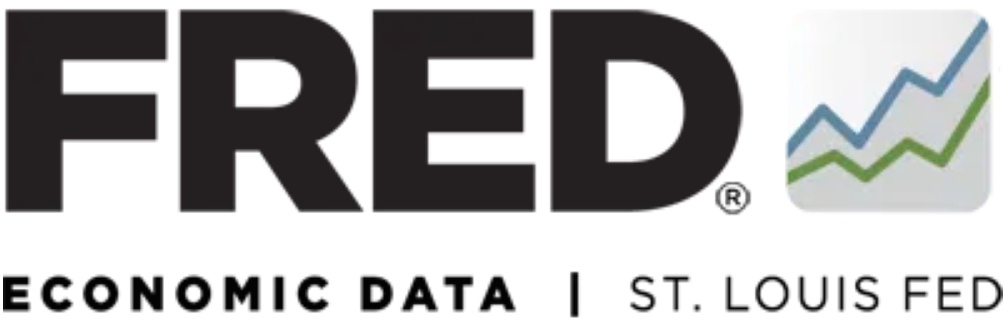 FRED®
ECONOMIC DATA | ST. LOUIS FED